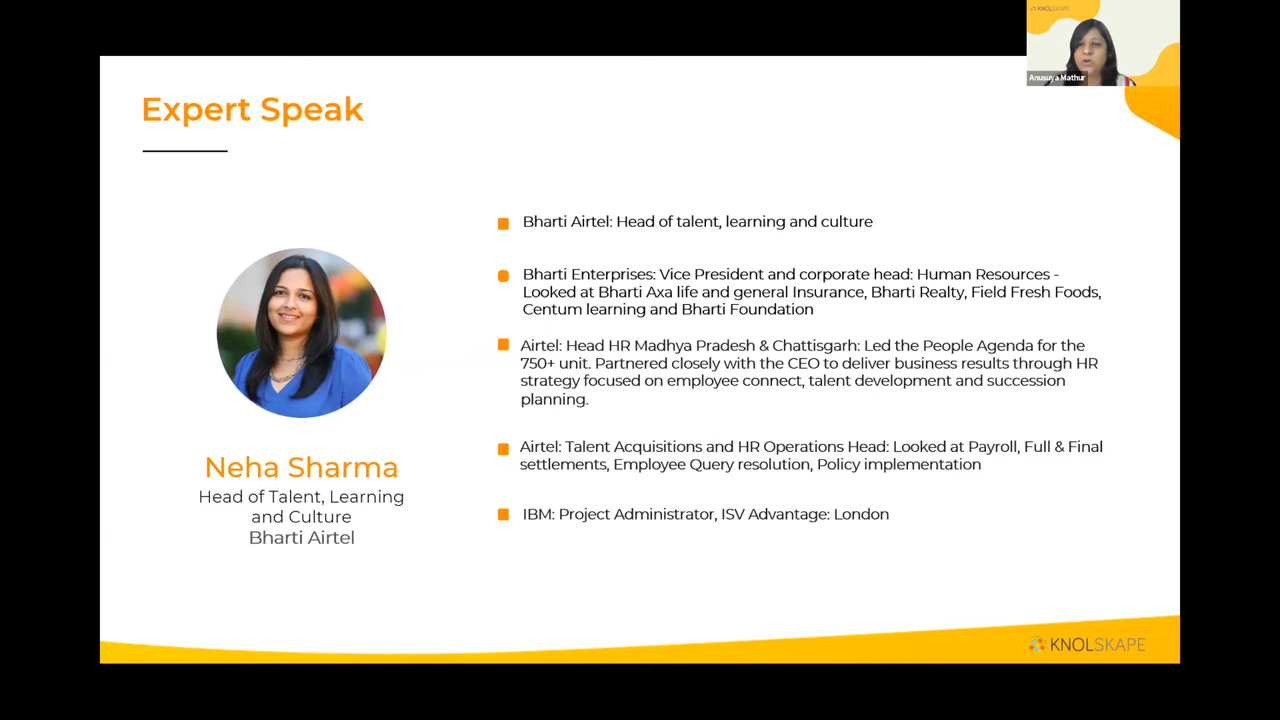 KNOLSKAPE
Anusuya Mathur
Expert Speak
Bharti Airtel: Head of talent, learning and culture
Bharti Enterprises: Vice President and corporate head: Human Resources -
Looked at Bharti Axa life and general Insurance, Bharti Realty, Field Fresh Foods,
Centum learning and Bharti Foundation
Airtel: Head HR Madhya Pradesh & Chattisgarh: Led the People Agenda for the
750+ unit. Partnered closely with the CEO to deliver business results through HR
strategy focused on employee connect, talent development and succession
planning.
Airtel: Talent Acquisitions and HR Operations Head: Looked at Payroll, Full & Final
settlements, Employee Query resolution, Policy implementation
IBM: Project Administrator, ISV Advantage: London
Neha Sharma
Head of Talent, Learning
and Culture
Bharti Airtel
KNOLSKAPE